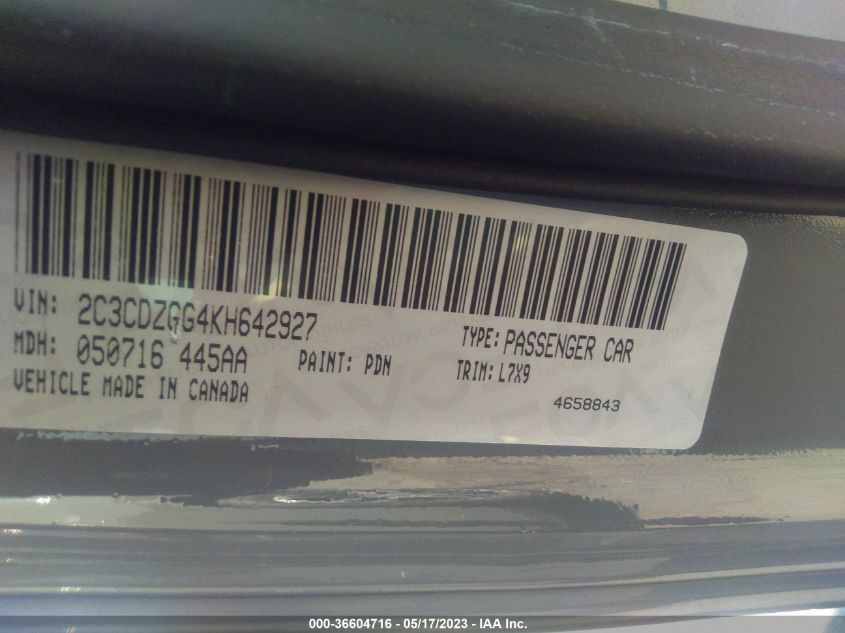 VIN: 2C3CDZGG4KH642927 TYPE: PASSENGER CAR
MDH: 050716 445AA PAINT: PDN TRIM: L7X9
VEHICLE MADE IN CANADA 4658843
000-36604716 - 05/17/2023 - IAA Inc.